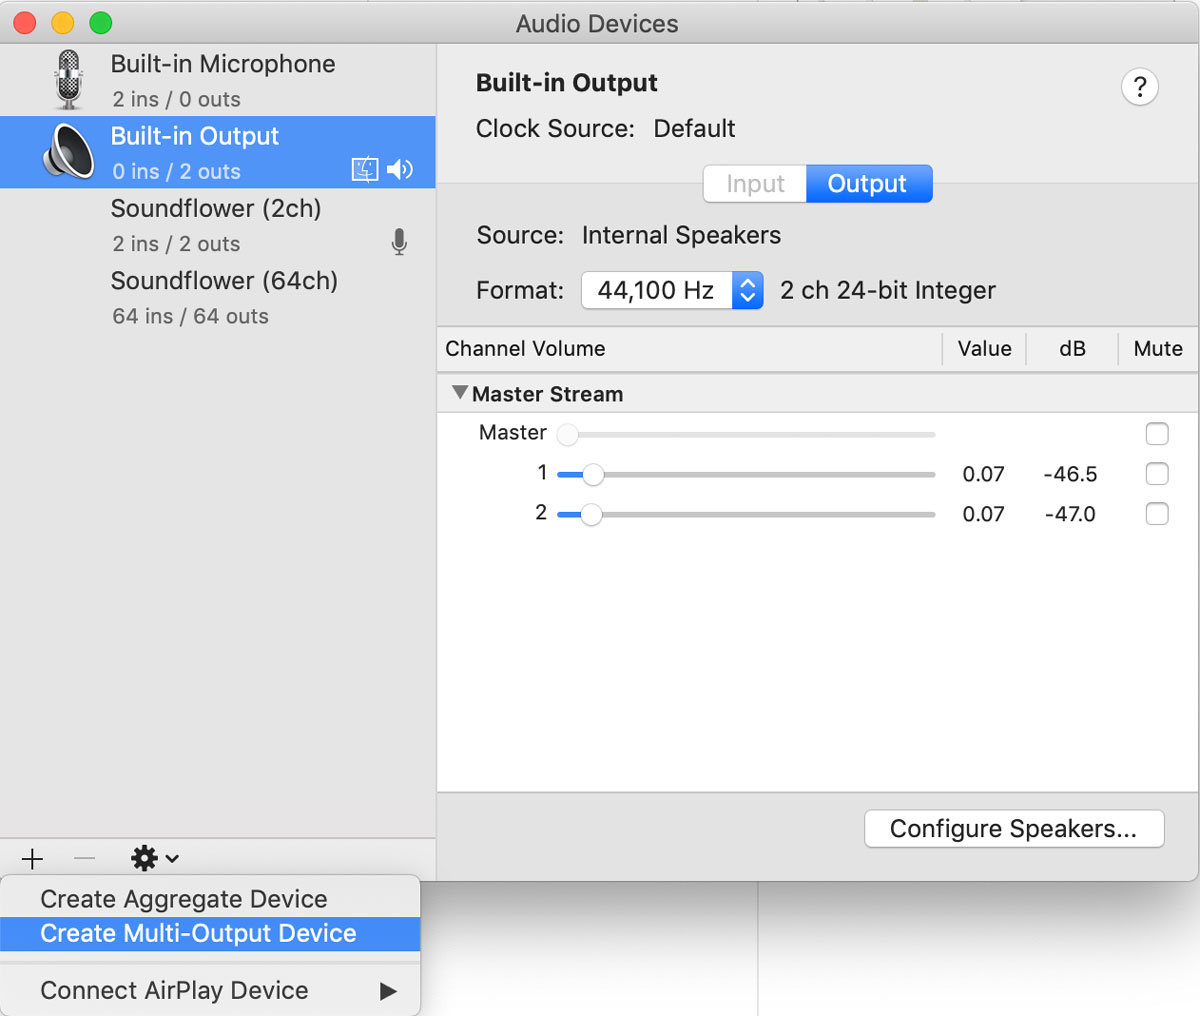 Audio Devices
Built-in Microphone
2 ins / 0 outs
Built-in Output
0 ins / 2 outs
Soundflower (2ch)
2 ins / 2 outs
Soundflower (64ch)
64 ins / 64 outs
Built-in Output
?
Clock Source: Default
Input Output
Source: Internal Speakers
Format: 44,100 Hz 2 ch 24-bit Integer
Channel Volume Value dB Mute
Master Stream
Master
1 0.07 -46.5
2 0.07 -47.0
Configure Speakers...
Create Aggregate Device
Create Multi-Output Device
Connect AirPlay Device